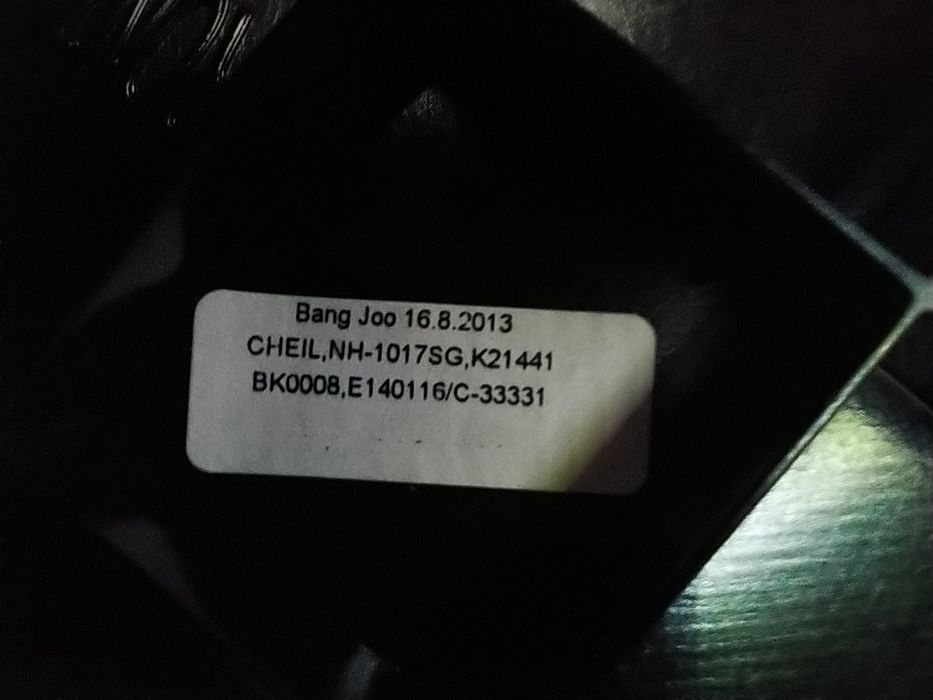 Bang Joo 16.8.2013
CHEIL,NH-1017SG,K21441
BK0008,E140116/C-33331